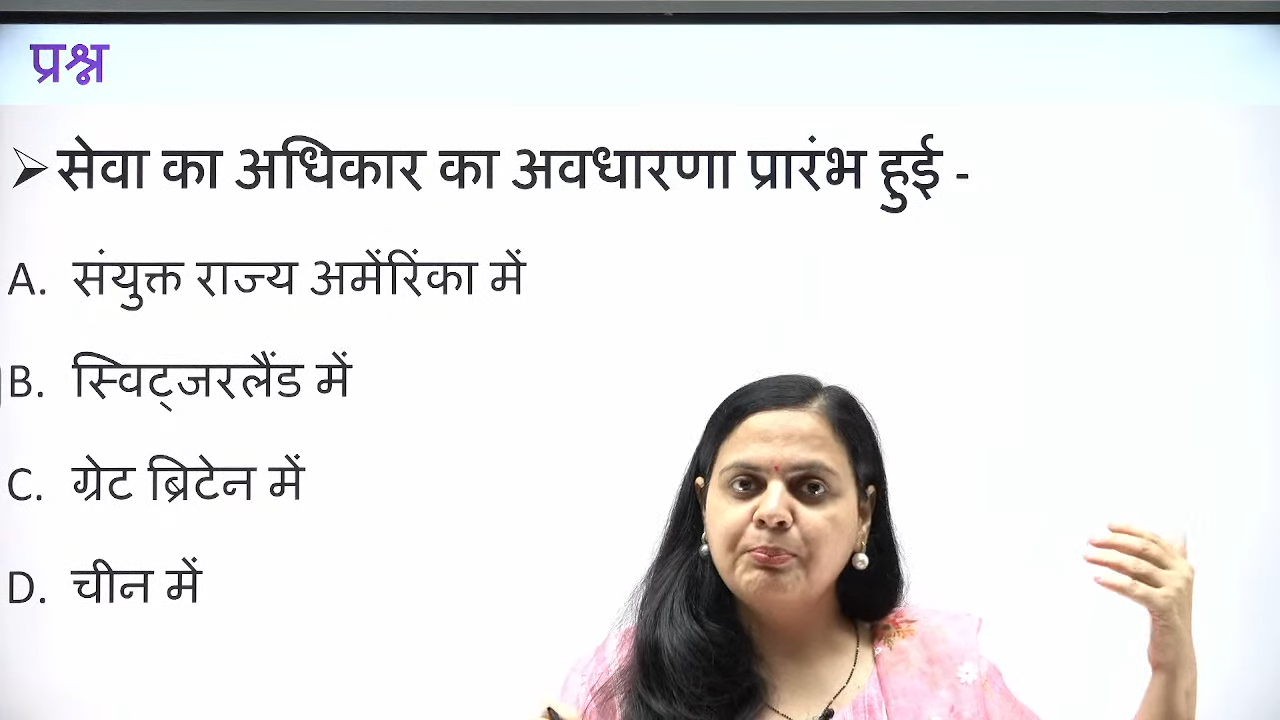 प्रश्न
➢ सेवा का अधिकार का अवधारणा प्रारंभ हुई -
A. संयुक्त राज्य अमेंरिंका में
B. स्विट्जरलैंड में
C. ग्रेट ब्रिटेन में
D. चीन में